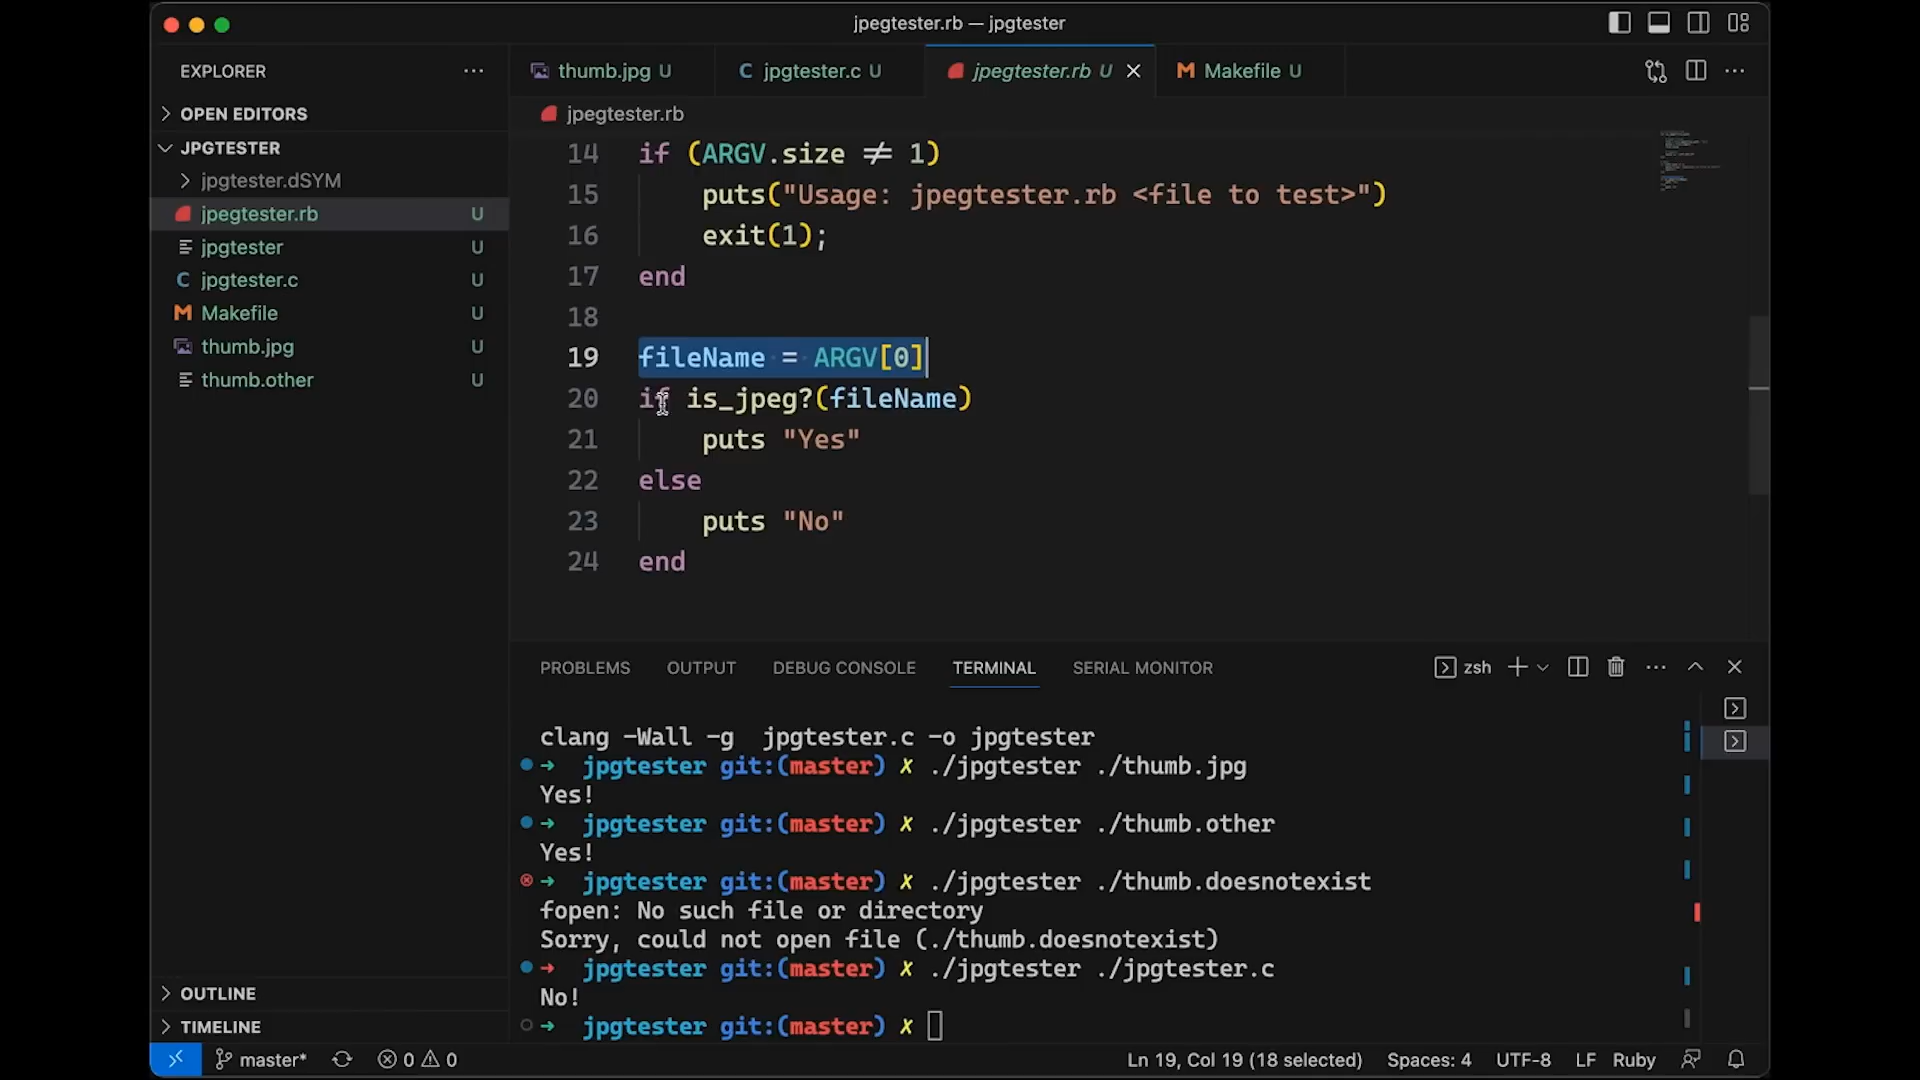 jpegtester.rb — jpgtester
EXPLORER
OPEN EDITORS
JPGTESTER
jpgtester.dSYM
jpegtester.rb U
jpgtester U
jpgtester.c U
Makefile U
thumb.jpg U
thumb.other U
OUTLINE
TIMELINE
thumb.jpg U
C jpgtester.c U
jpegtester.rb U
M Makefile U
jpegtester.rb
14 if (ARGV.size ≠ 1)
15 puts("Usage: jpegtester.rb <file to test>")
16 exit(1);
17 end
18
19 fileName = ARGV[0]
20 if is_jpeg?(fileName)
21 puts "Yes"
22 else
23 puts "No"
24 end
PROBLEMS OUTPUT DEBUG CONSOLE TERMINAL SERIAL MONITOR zsh
clang -Wall -g  jpgtester.c -o jpgtester
➜ jpgtester git:(master) ✗ ./jpgtester ./thumb.jpg
Yes!
➜ jpgtester git:(master) ✗ ./jpgtester ./thumb.other
Yes!
➜ jpgtester git:(master) ✗ ./jpgtester ./thumb.doesnotexist
fopen: No such file or directory
Sorry, could not open file (./thumb.doesnotexist)
➜ jpgtester git:(master) ✗ ./jpgtester ./jpgtester.c
No!
➜ jpgtester git:(master) ✗
master* 0 0 Ln 19, Col 19 (18 selected) Spaces: 4 UTF-8 LF Ruby